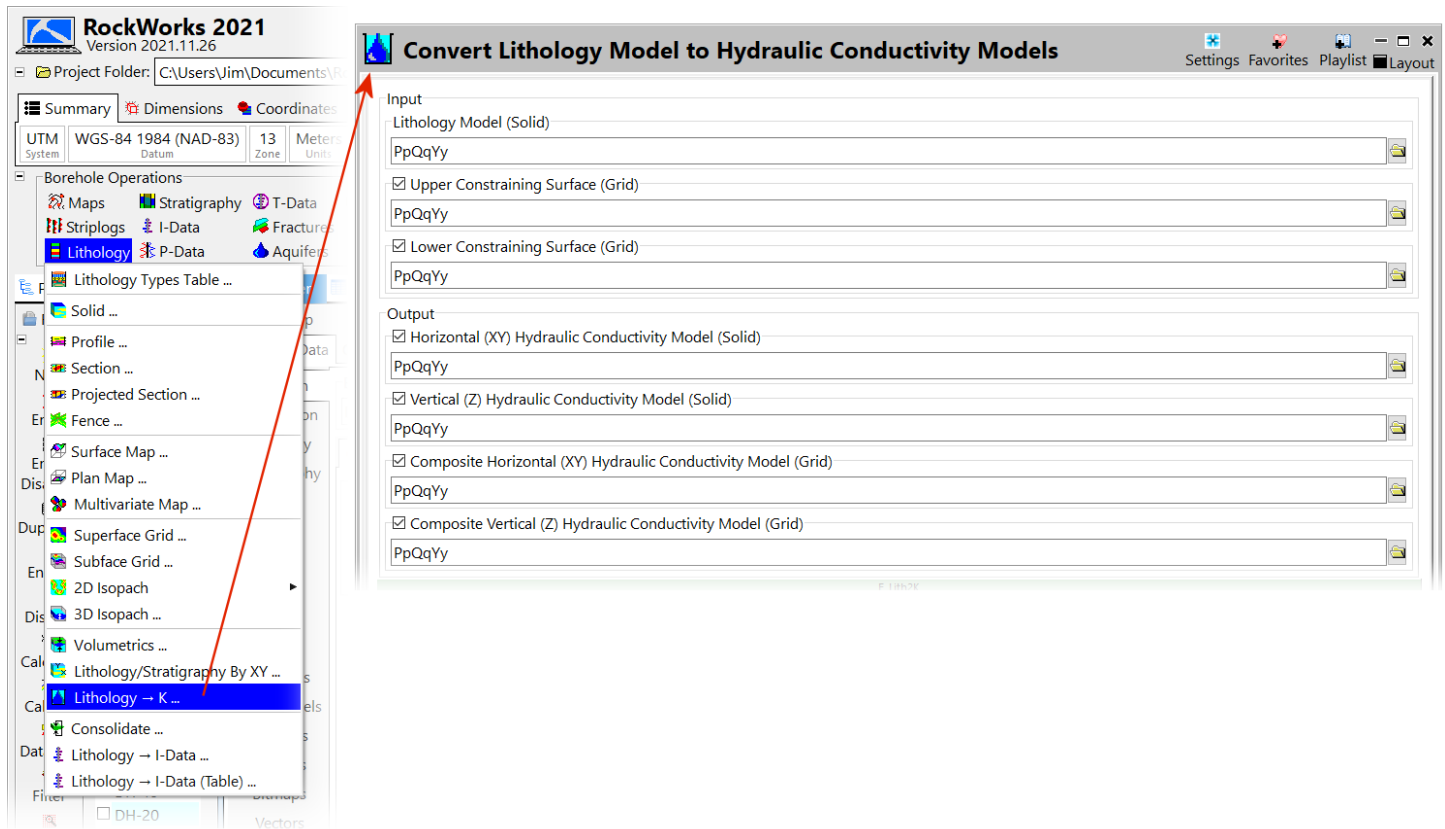 RockWorks 2021
Version 2021.11.26
Project Folder: C:\Users\Jim\Documents\
Summary Dimensions Coordinates
UTM WGS-84 1984 (NAD-83) 13 Meters
System Datum Zone Units
Borehole Operations
Maps Stratigraphy T-Data
Striplogs I-Data Fractures
Lithology P-Data Aquifers
Lithology Types Table ...
Solid ...
Profile ...
Section ...
Projected Section ...
Fence ...
Surface Map ...
Plan Map ...
Multivariate Map ...
Superface Grid ...
Subface Grid ...
2D Isopach
3D Isopach ...
Volumetrics ...
Lithology/Stratigraphy By XY ...
Lithology → K ...
Consolidate ...
Lithology → I-Data ...
Lithology → I-Data (Table) ...
Filter Bitmaps
DH-20
Vectors
Convert Lithology Model to Hydraulic Conductivity Models
Settings Favorites Playlist Layout
Input
Lithology Model (Solid)
PpQqYy
Upper Constraining Surface (Grid)
PpQqYy
Lower Constraining Surface (Grid)
PpQqYy
Output
Horizontal (XY) Hydraulic Conductivity Model (Solid)
PpQqYy
Vertical (Z) Hydraulic Conductivity Model (Solid)
PpQqYy
Composite Horizontal (XY) Hydraulic Conductivity Model (Grid)
PpQqYy
Composite Vertical (Z) Hydraulic Conductivity Model (Grid)
PpQqYy